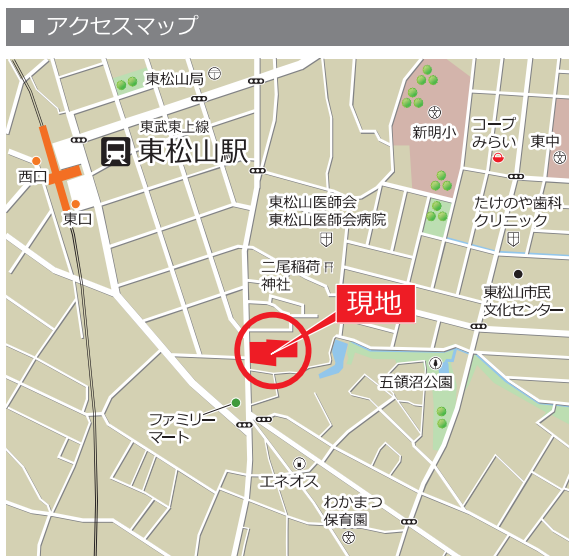 ■ アクセスマップ
東松山局
東武東上線
東松山駅
西口
東口
新明小
コープ
みらい
東中
東松山医師会
東松山医師会病院
たけのや歯科
クリニック
二尾稲荷
神社
現地
東松山市民
文化センター
五領沼公園
ファミリー
マート
エネオス
わかまつ
保育園